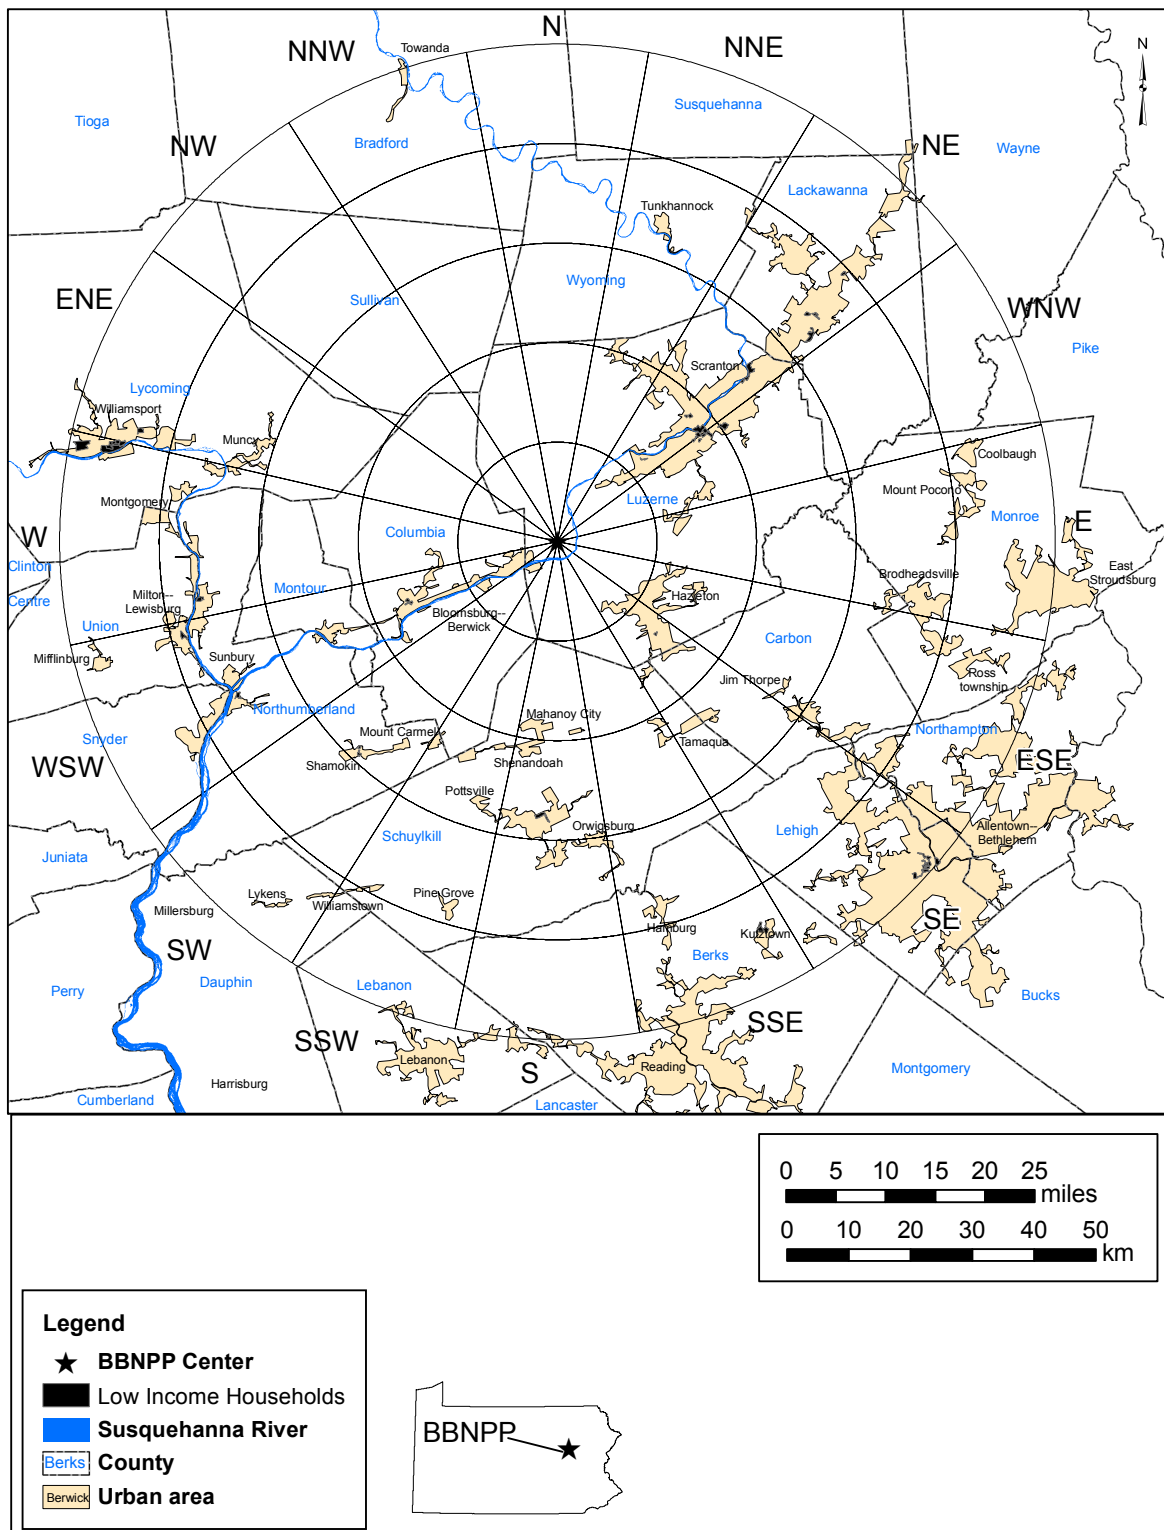 N
NNW
Towanda
NNE
N
Susquehanna
Tioga
Bradford
NW
NE
Wayne
Lackawanna
Tunkhannock
Wyoming
Sullivan
ENE
WNW
Pike
Scranton
Lycoming
Williamsport
Muncy
Coolbaugh
Montgomery
Mount Pocono
Luzerne
Monroe
E
Columbia
W
Clinton
Centre
Montour
Milton--
Lewisburg
Bloomsburg--
Berwick
Hazleton
Brodheadsville
East
Stroudsburg
Union
Carbon
Mifflinburg
Sunbury
Ross
township
Jim Thorpe
Northumberland
Mahanoy City
Mount Carmel
Snyder
Northampton
Tamaqua
WSW
Shamokin
Shenandoah
ESE
Pottsville
Orwigsburg
Schuylkill
Lehigh
Allentown--
Bethlehem
Juniata
Lykens
Williamstown
Pine Grove
Millersburg
Hamburg
Kutztown
SE
SW
Berks
Perry
Dauphin
Lebanon
Bucks
SSW
SSE
S
Lebanon
Reading
Montgomery
Harrisburg
Cumberland
Lancaster
0 5 10 15 20 25
miles
0 10 20 30 40 50
km
Legend
BBNPP Center
Low Income Households
Susquehanna River
Berks County
Berwick Urban area
BBNPP